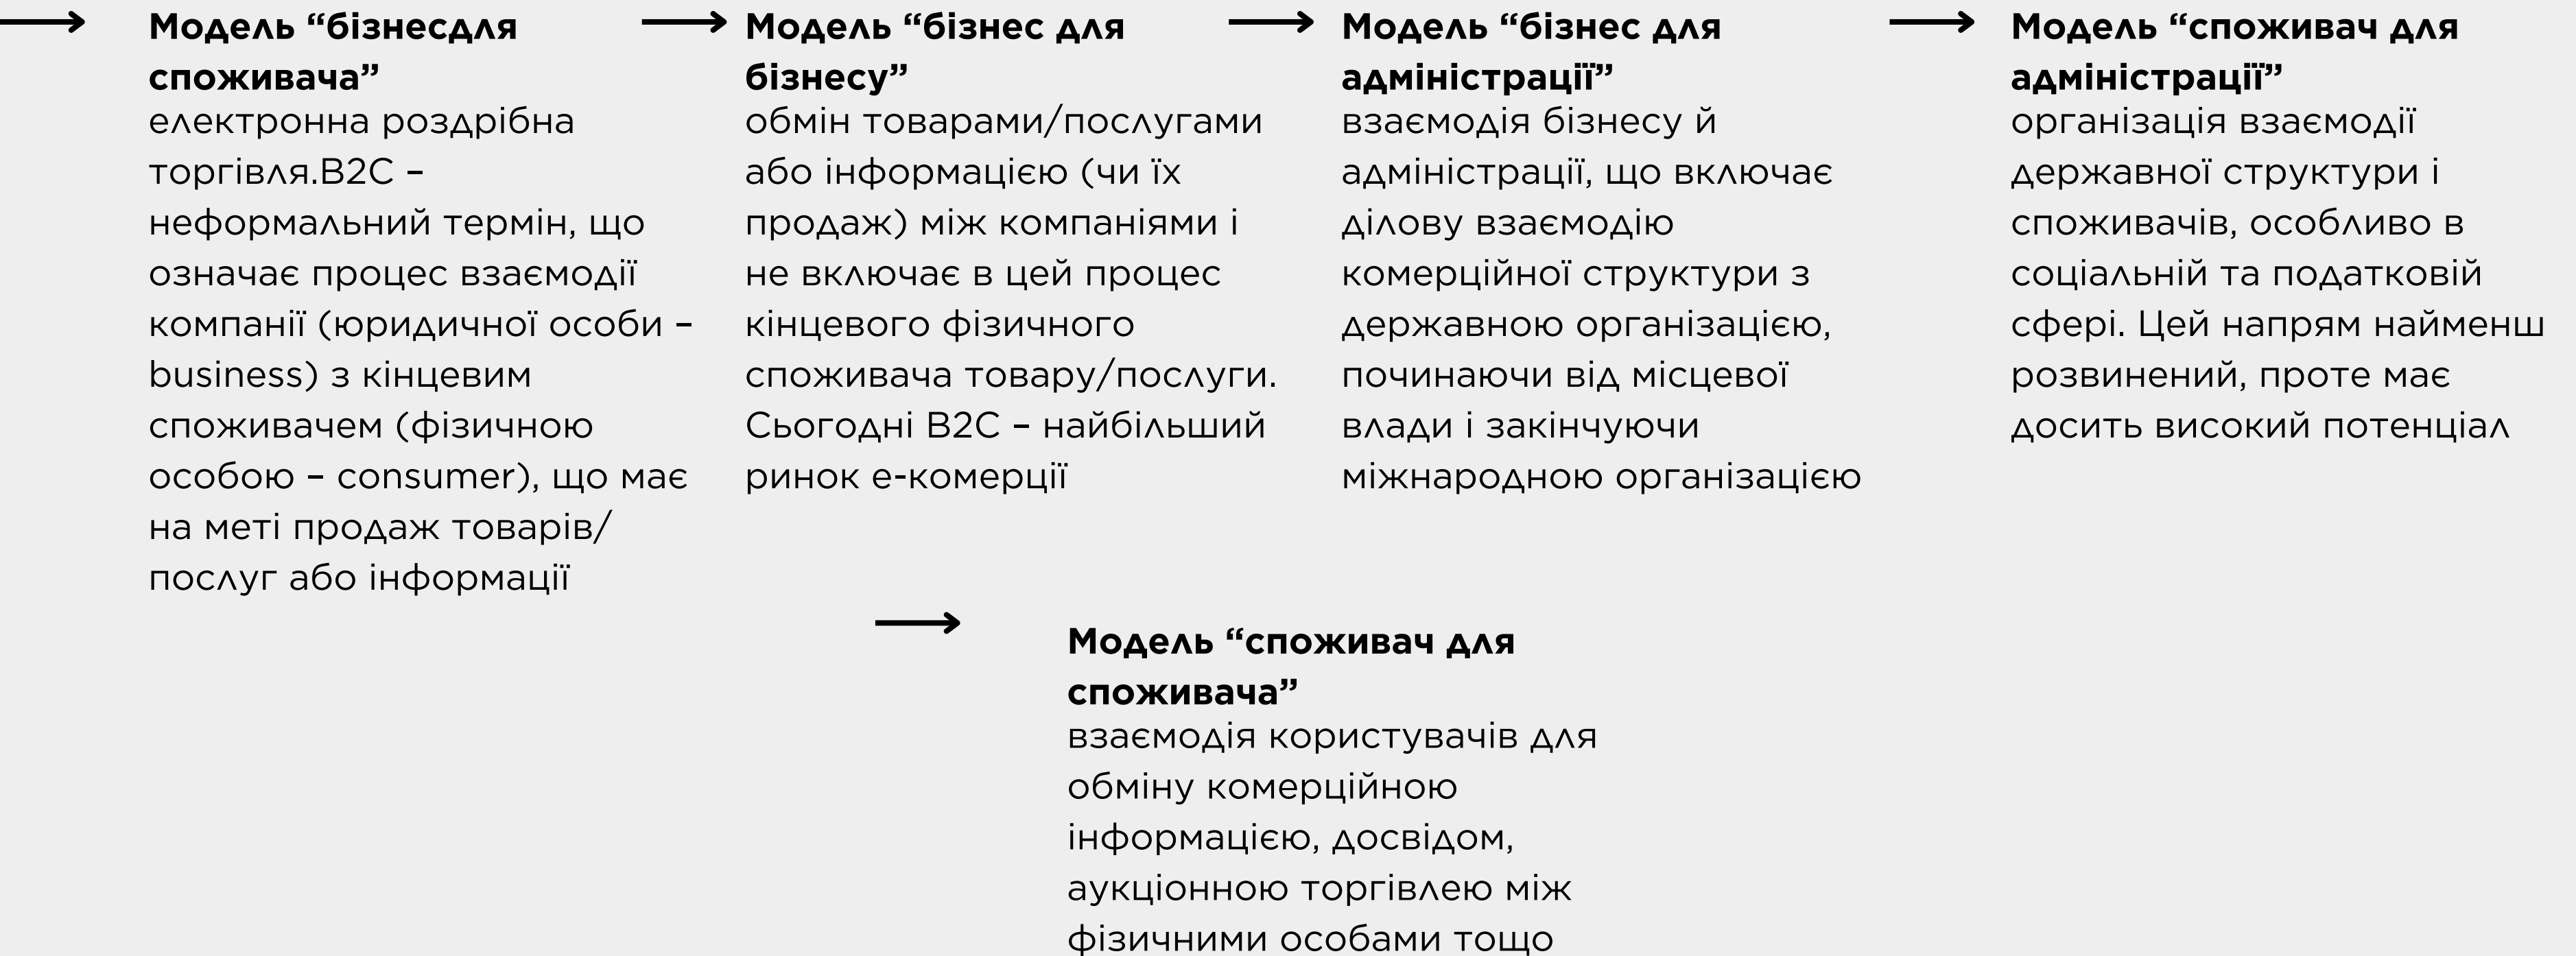 Модель “бізнесдля
споживача”
електронна роздрібна
торгівля.B2C –
неформальний термін, що
означає процес взаємодії
компанії (юридичної особи –
business) з кінцевим
споживачем (фізичною
особою – consumer), що має
на меті продаж товарів/
послуг або інформації
Модель “бізнес для
бізнесу”
обмін товарами/послугами
або інформацією (чи їх
продаж) між компаніями і
не включає в цей процес
кінцевого фізичного
споживача товару/послуги.
Сьогодні B2C – найбільший
ринок е-комерції
Модель “бізнес для
адміністрації”
взаємодія бізнесу й
адміністрації, що включає
ділову взаємодію
комерційної структури з
державною організацією,
починаючи від місцевої
влади і закінчуючи
міжнародною організацією
Модель “споживач для
адміністрації”
організація взаємодії
державної структури і
споживачів, особливо в
соціальній та податковій
сфері. Цей напрям найменш
розвинений, проте має
досить високий потенціал
Модель “споживач для
споживача”
взаємодія користувачів для
обміну комерційною
інформацією, досвідом,
аукціонною торгівлею між
фізичними особами тощо